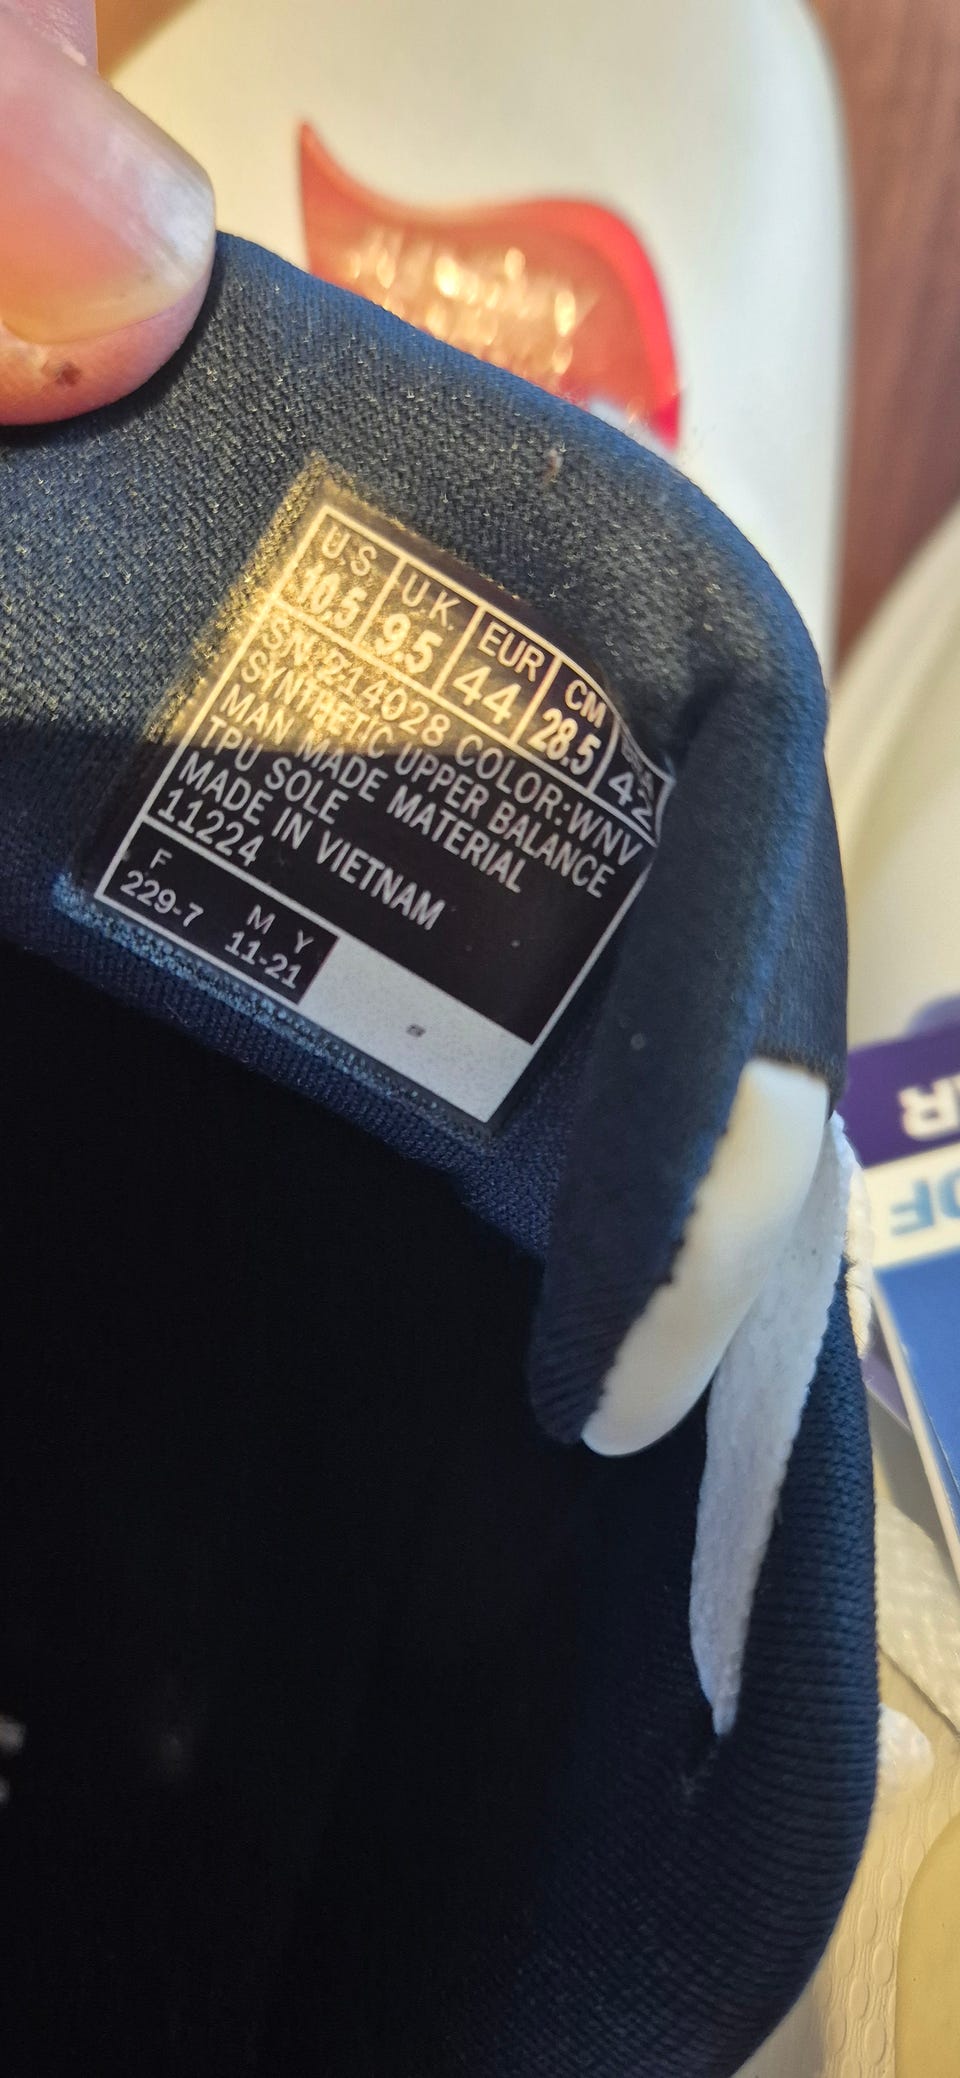 U.S U.K. EUR CM
10.5 9.5 44 28.5 42
SN:214028 COLOR:WNV
SYNTHETIC UPPER BALANCE
MAN MADE MATERIAL
TPU SOLE
MADE IN VIETNAM
11224
F M Y
229-7 11-21